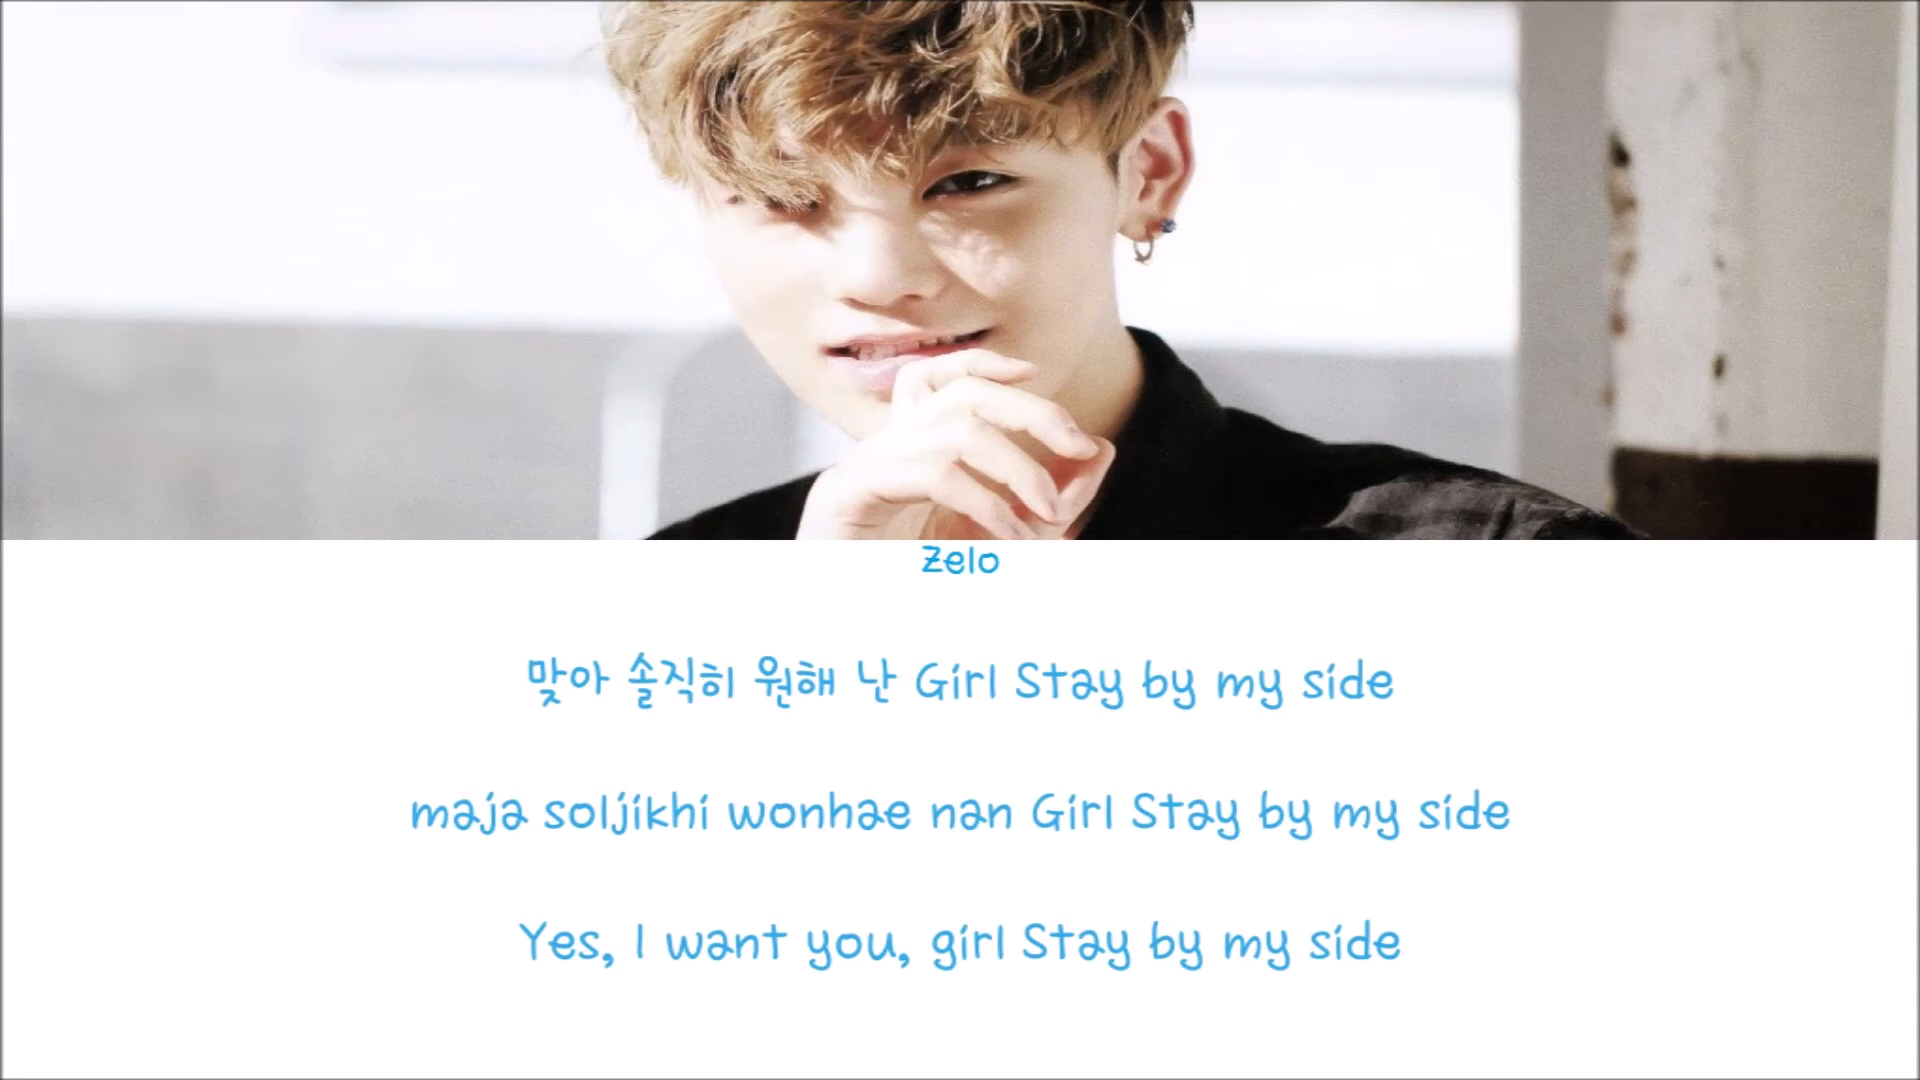 Zelo
맞아 솔직히 원해 난 Girl Stay by my side
maja soljikhi wonhae nan Girl Stay by my side
Yes, I want you, girl Stay by my side